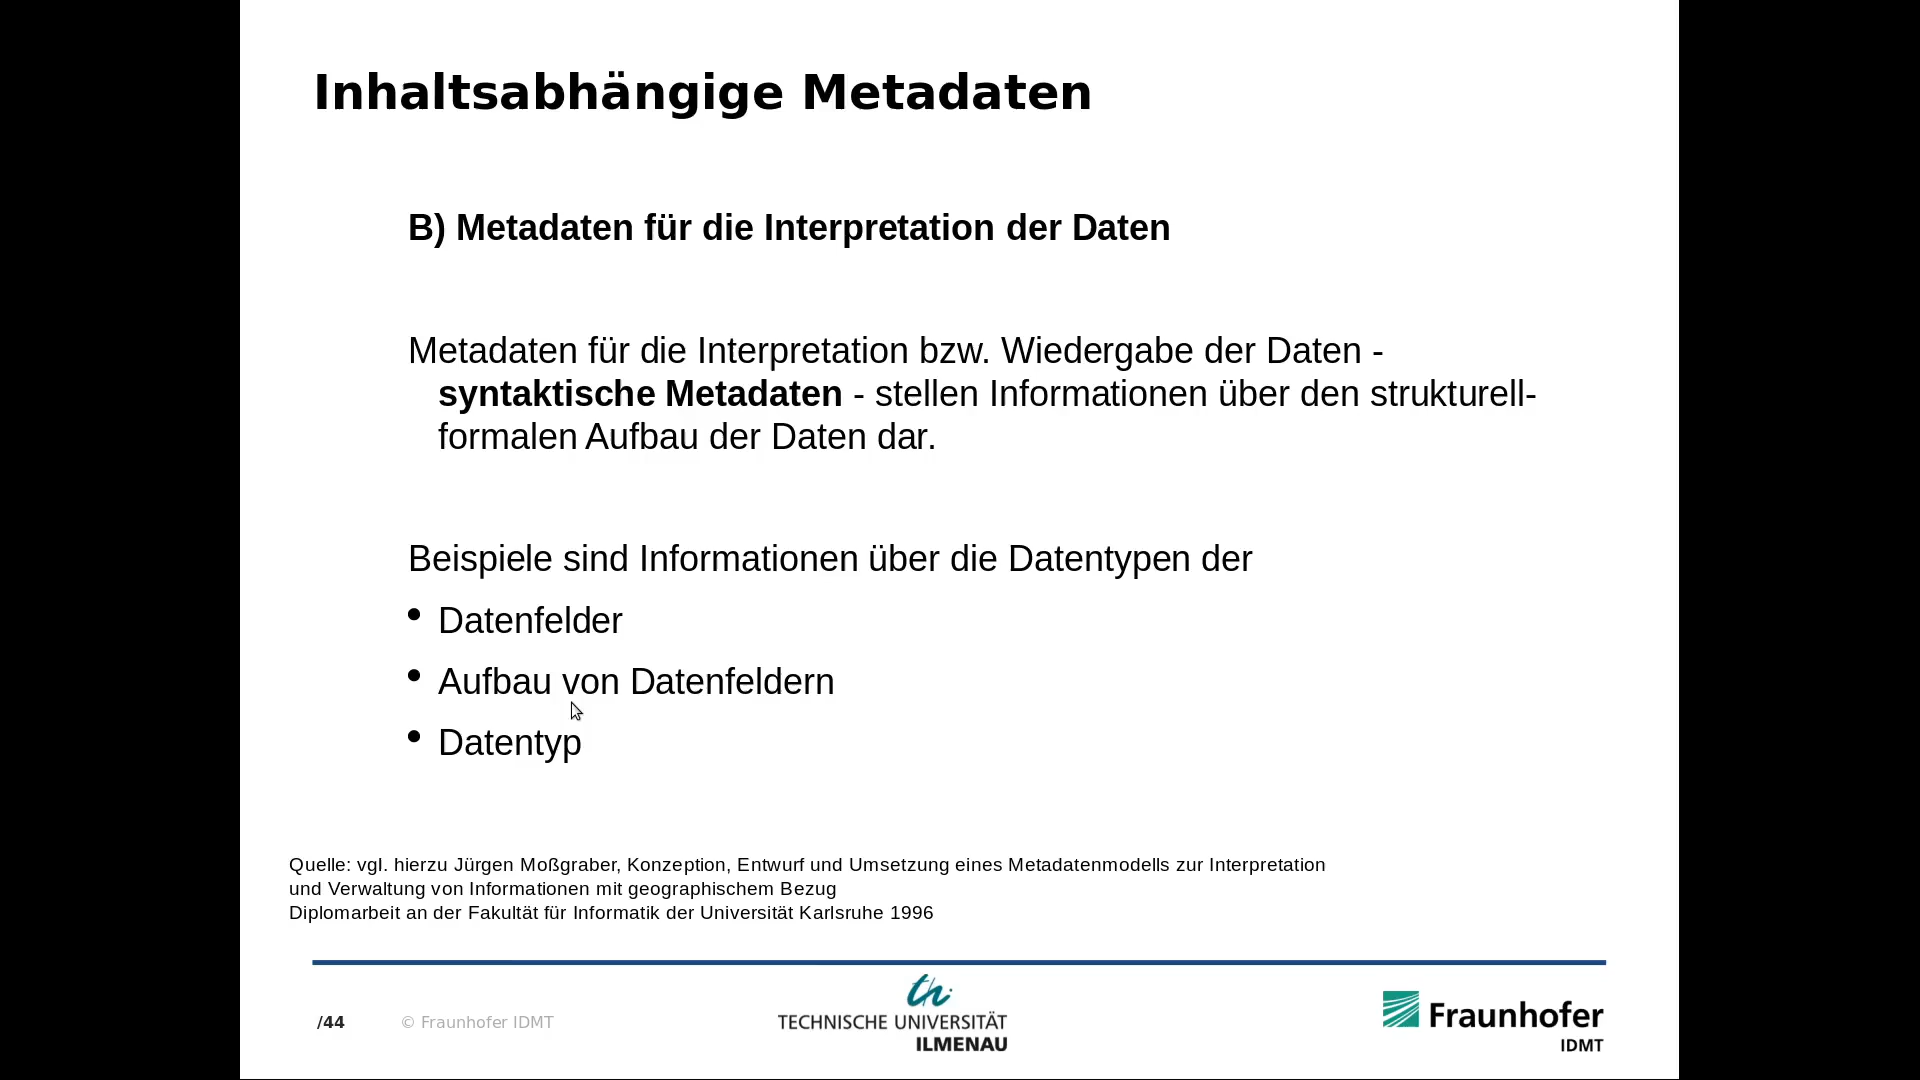 Inhaltsabhängige Metadaten
B) Metadaten für die Interpretation der Daten
Metadaten für die Interpretation bzw. Wiedergabe der Daten -
syntaktische Metadaten - stellen Informationen über den strukturell-
formalen Aufbau der Daten dar.
Beispiele sind Informationen über die Datentypen der
• Datenfelder
• Aufbau von Datenfeldern
• Datentyp
Quelle: vgl. hierzu Jürgen Moßgraber, Konzeption, Entwurf und Umsetzung eines Metadatenmodells zur Interpretation
und Verwaltung von Informationen mit geographischem Bezug
Diplomarbeit an der Fakultät für Informatik der Universität Karlsruhe 1996
/44
© Fraunhofer IDMT
th
TECHNISCHE UNIVERSITÄT
ILMENAU
Fraunhofer
IDMT